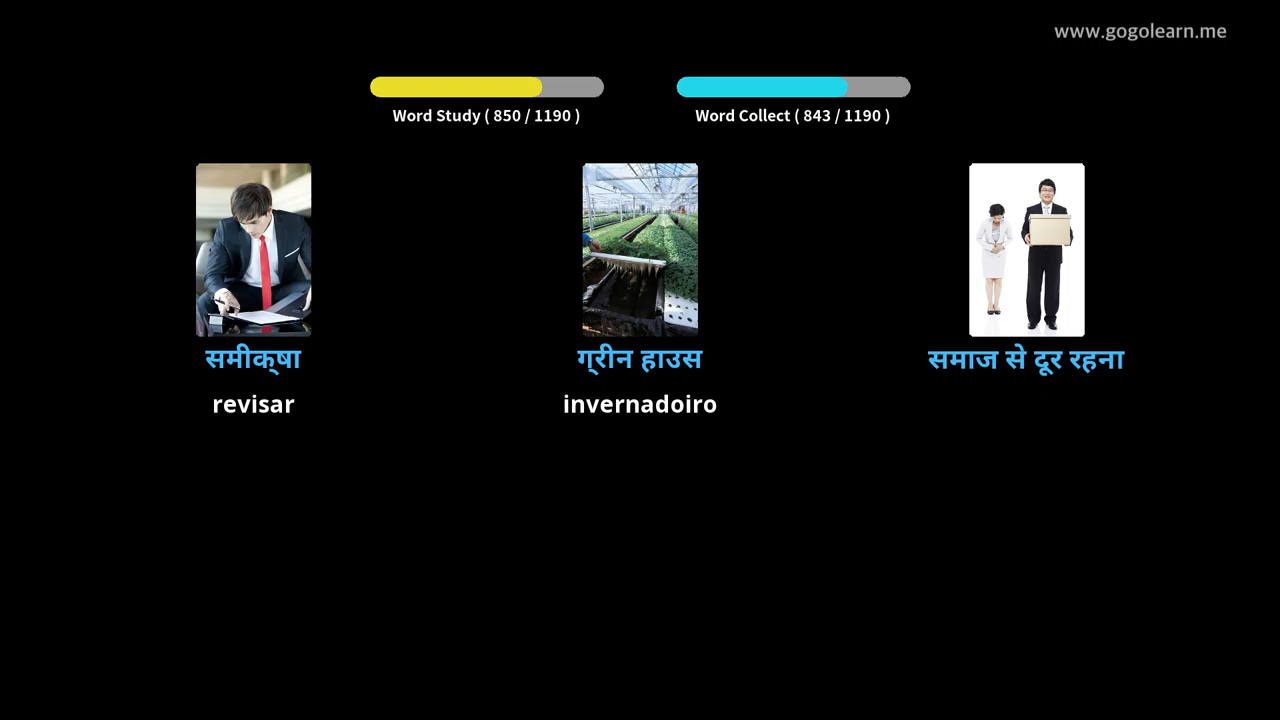 www.gogolearn.me
Word Study ( 850 / 1190 )
Word Collect ( 843 / 1190 )
समीक्षा
ग्रीन हाउस
समाज से दूर रहना
revisar
invernadoiro